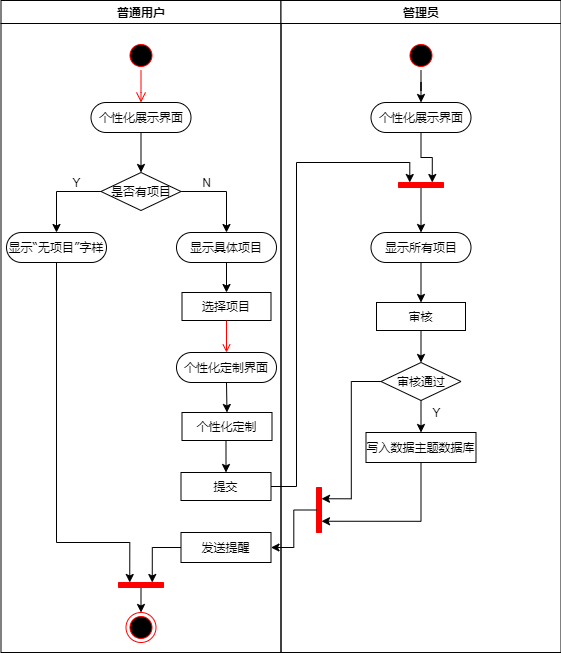 普通用户
管理员
个性化展示界面
个性化展示界面
是否有项目
Y
N
显示“无项目”字样
显示具体项目
显示所有项目
选择项目
审核
个性化定制界面
审核通过
Y
个性化定制
写入数据主题数据库
提交
发送提醒